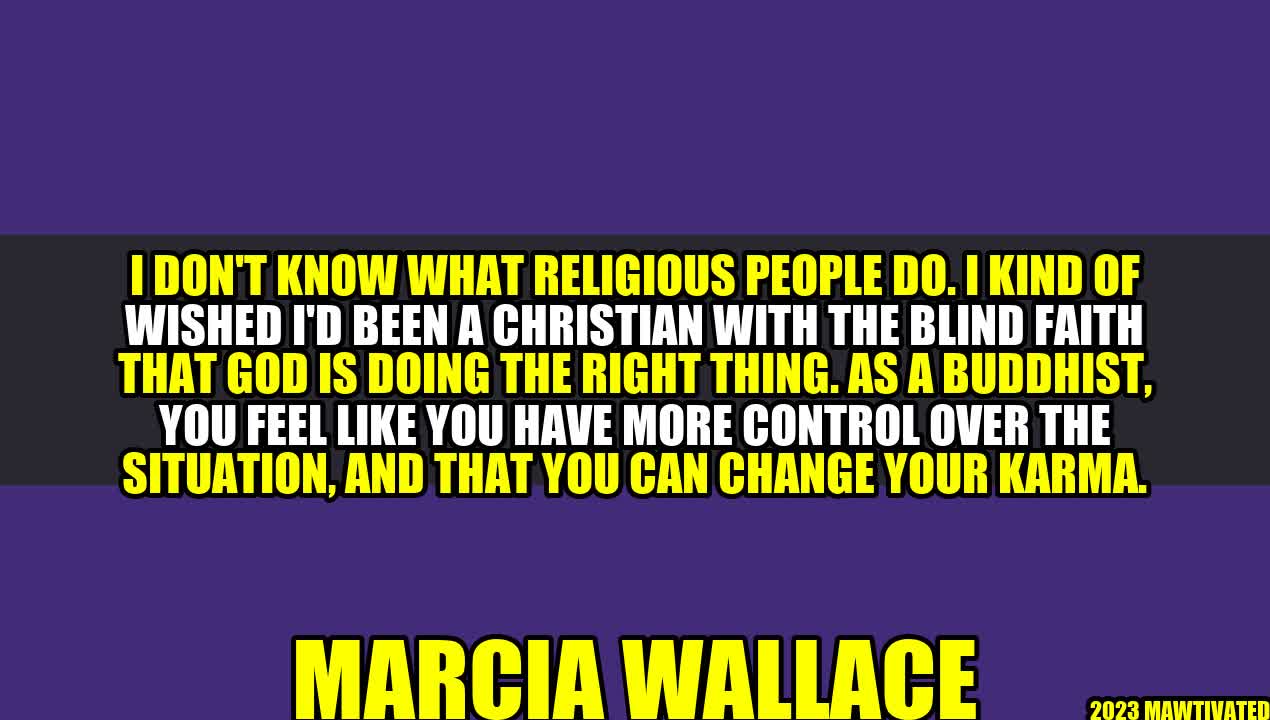 I DON'T KNOW WHAT RELIGIOUS PEOPLE DO. I KIND OF
WISHED I'D BEEN A CHRISTIAN WITH THE BLIND FAITH
THAT GOD IS DOING THE RIGHT THING. AS A BUDDHIST,
YOU FEEL LIKE YOU HAVE MORE CONTROL OVER THE
SITUATION, AND THAT YOU CAN CHANGE YOUR KARMA.
MARCIA WALLACE
2023 MAWTIVATED